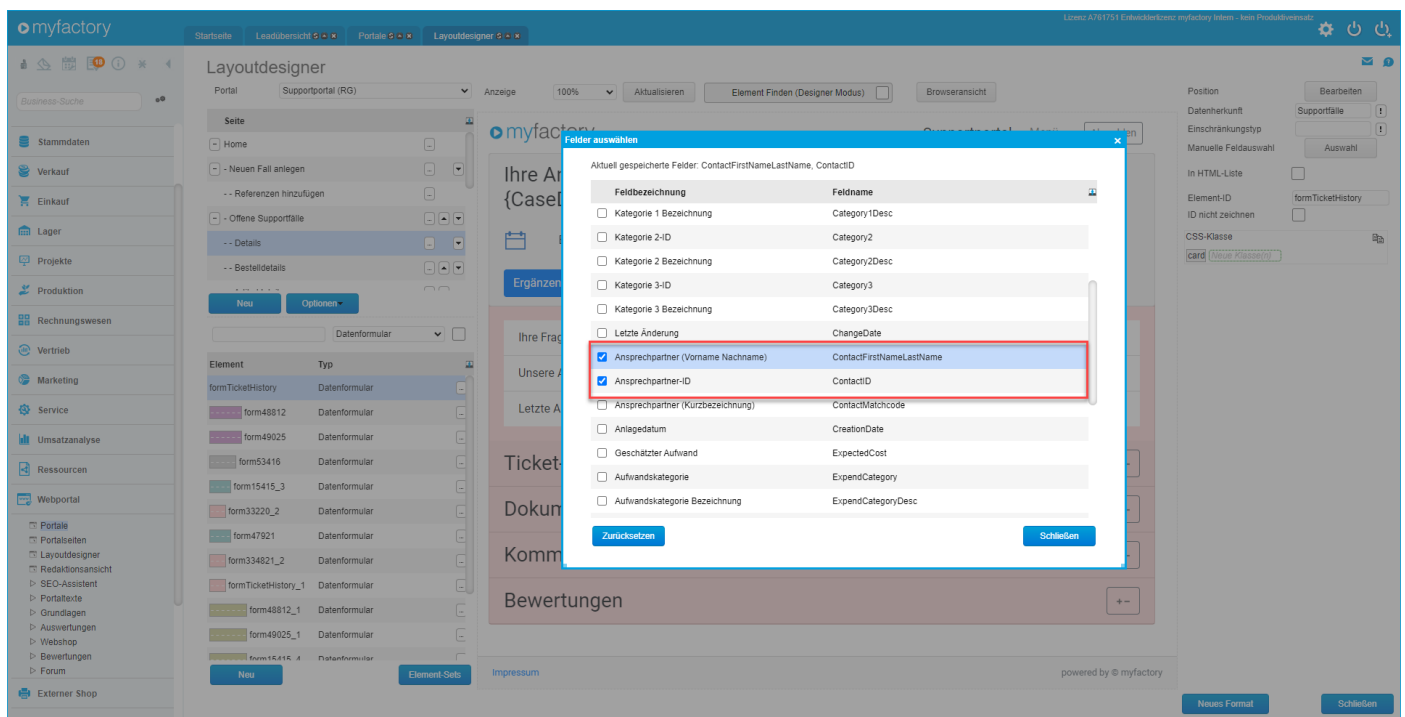 myfactory
Startseite
Leadübersicht
Portale
Layoutdesigner
Lizenz A761751 Entwicklerlizenz myfactory Intern - kein Produktiveinsatz
18
Business-Suche
Stammdaten
Verkauf
Einkauf
Lager
Projekte
Produktion
Rechnungswesen
Vertrieb
Marketing
Service
Umsatzanalyse
Ressourcen
Webportal
Portale
Portalseiten
Layoutdesigner
Redaktionsansicht
SEO-Assistent
Portaltexte
Grundlagen
Auswertungen
Webshop
Bewertungen
Forum
Externer Shop
Layoutdesigner
Portal Supportportal (RG)
Seite
Home
- Neuen Fall anlegen
- - Referenzen hinzufügen
- Offene Supportfälle
- - Details
- - Bestelldetails
Neu Optionen
Datenformular
Element Typ
formTicketHistory Datenformular
form48812 Datenformular
form49025 Datenformular
form53416 Datenformular
form15415_3 Datenformular
form33220_2 Datenformular
form47921 Datenformular
form334821_2 Datenformular
formTicketHistory_1 Datenformular
form48812_1 Datenformular
form49025_1 Datenformular
form15415_4 Datenformular
Neu Element-Sets
Anzeige 100% Aktualisieren Element Finden (Designer Modus) Browseransicht
myfactory
Ihre An
{CaseD
Ergänzen
Ihre Frag
Unsere A
Letzte A
Ticket-
Dokum
Komm
Bewertungen
Impressum powered by © myfactory
Felder auswählen
Aktuell gespeicherte Felder: ContactFirstNameLastName, ContactID
Feldbezeichnung Feldname
Kategorie 1 Bezeichnung Category1Desc
Kategorie 2-ID Category2
Kategorie 2 Bezeichnung Category2Desc
Kategorie 3-ID Category3
Kategorie 3 Bezeichnung Category3Desc
Letzte Änderung ChangeDate
Ansprechpartner (Vorname Nachname) ContactFirstNameLastName
Ansprechpartner-ID ContactID
Ansprechpartner (Kurzbezeichnung) ContactMatchcode
Anlagedatum CreationDate
Geschätzter Aufwand ExpectedCost
Aufwandskategorie ExpendCategory
Aufwandskategorie Bezeichnung ExpendCategoryDesc
Zurücksetzen Schließen
Position Bearbeiten
Datenherkunft Supportfälle !
Einschränkungstyp !
Manuelle Feldauswahl Auswahl
In HTML-Liste
Element-ID formTicketHistory
ID nicht zeichnen
CSS-Klasse
card Neue Klasse(n)
Neues Format Schließen